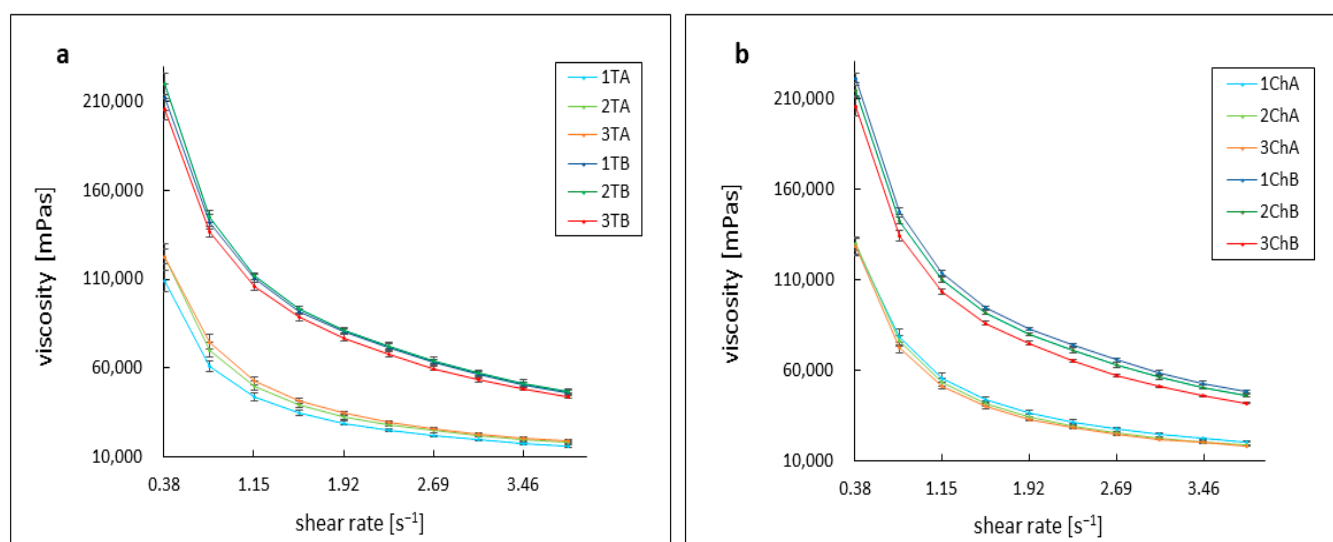 a
1TA
2TA
3TA
1TB
2TB
3TB
210,000
160,000
110,000
60,000
10,000
viscosity [mPas]
0.38 1.15 1.92 2.69 3.46
shear rate [s⁻¹]
b
1ChA
2ChA
3ChA
1ChB
2ChB
3ChB
210,000
160,000
110,000
60,000
10,000
viscosity [mPas]
0.38 1.15 1.92 2.69 3.46
shear rate [s⁻¹]